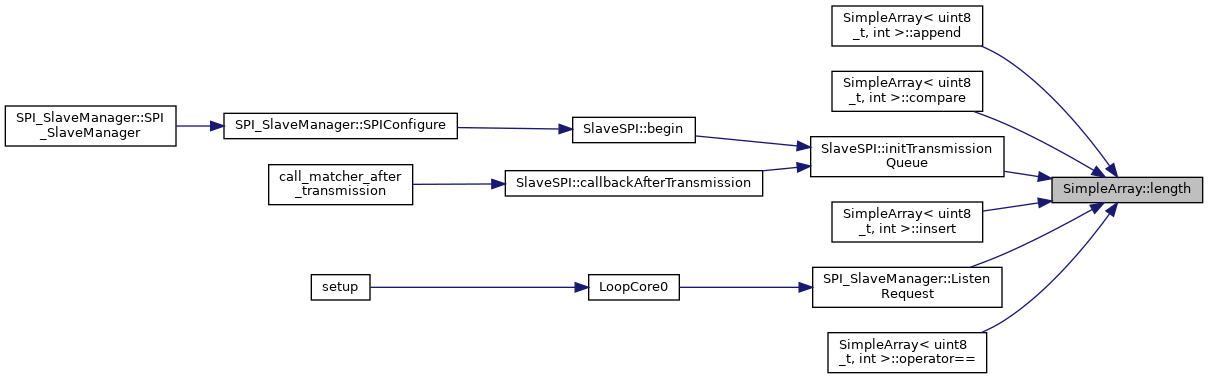 SimpleArray< uint8
_t, int >::append
SimpleArray< uint8
_t, int >::compare
SPI_SlaveManager::SPI
_SlaveManager
SPI_SlaveManager::SPIConfigure
SlaveSPI::begin
SlaveSPI::initTransmission
Queue
call_matcher_after
_transmission
SlaveSPI::callbackAfterTransmission
SimpleArray::length
SimpleArray< uint8
_t, int >::insert
setup
LoopCore0
SPI_SlaveManager::Listen
Request
SimpleArray< uint8
_t, int >::operator==